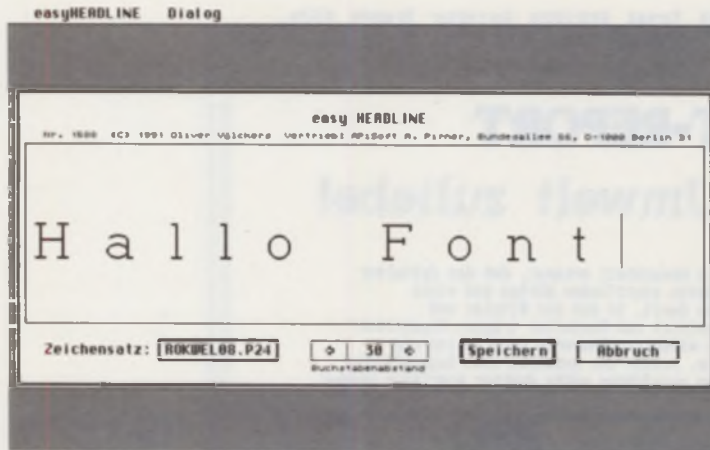 easyHEADLINE Dialog
easy HEADLINE
Nr. 1500 (C) 1991 Oliver Völckers Vertrieb: APiSoft A. Pirner, Bundesallee 56, D-1000 Berlin 31
Hallo Font
Zeichensatz: ROKWEL08.P24 30 Speichern Abbruch
Buchstabenabstand